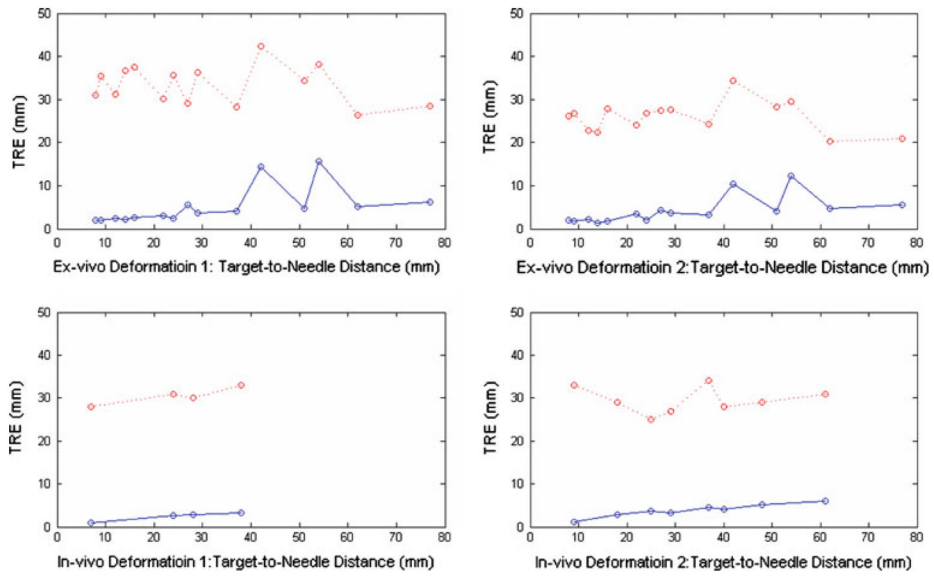 50
40
30
20
10
0
TRE (mm)
0 10 20 30 40 50 60 70 80
Ex-vivo Deformatioin 1: Target-to-Needle Distance (mm)
50
40
30
20
10
0
TRE (mm)
0 10 20 30 40 50 60 70 80
Ex-vivo Deformatioin 2:Target-to-Needle Distance (mm)
50
40
30
20
10
0
TRE (mm)
0 10 20 30 40 50 60 70 80
In-vivo Deformatioin 1:Target-to-Needle Distance (mm)
50
40
30
20
10
0
TRE (mm)
0 10 20 30 40 50 60 70 80
In-vivo Deformatioin 2:Target-to-Needle Distance (mm)